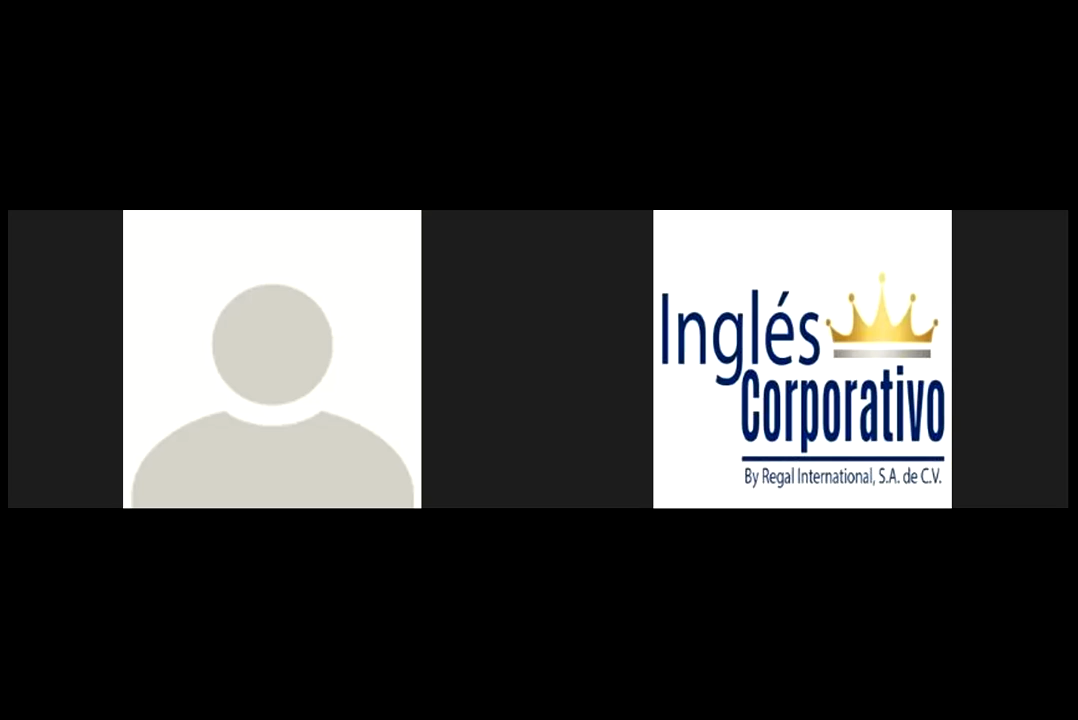 Inglés
Corporativo
By Regal International, S.A. de C.V.